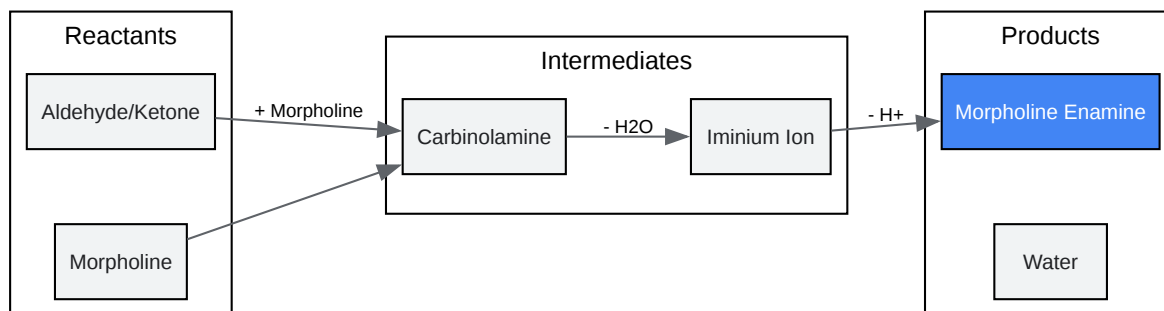 Reactants
Aldehyde/Ketone
Morpholine
+ Morpholine
Intermediates
Carbinolamine
- H2O
Iminium Ion
- H+
Products
Morpholine Enamine
Water